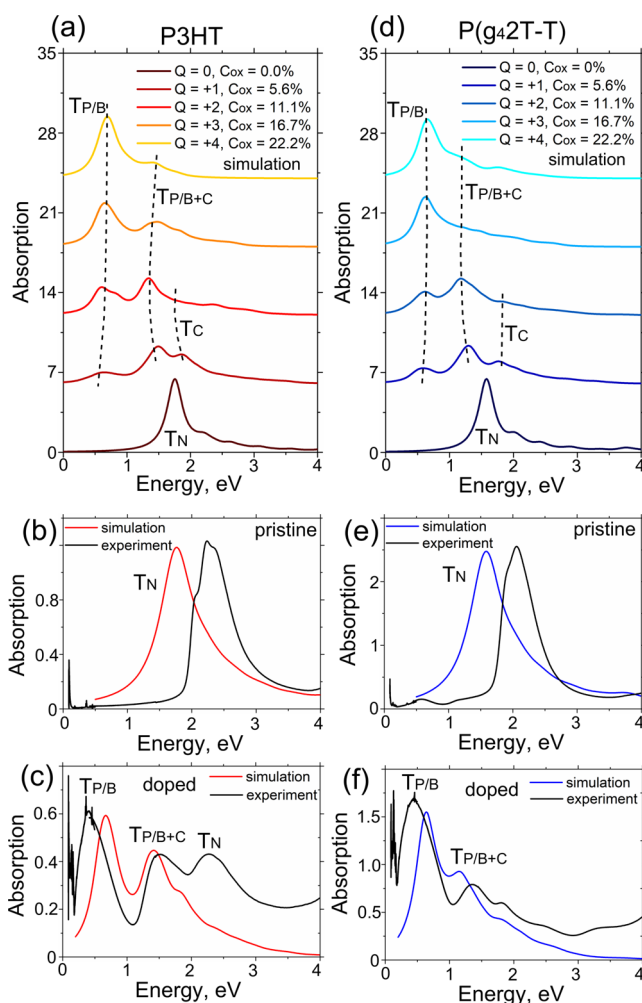 (a) P3HT
35
28
21
14
7
0
Absorption
Q = 0, Cox = 0.0%
Q = +1, Cox = 5.6%
Q = +2, Cox = 11.1%
Q = +3, Cox = 16.7%
Q = +4, Cox = 22.2%
simulation
TP/B
TP/B+C
TC
TN
0 1 2 3 4
Energy, eV
(d) P(g₄2T-T)
35
28
21
14
7
0
Absorption
Q = 0, Cox = 0%
Q = +1, Cox = 5.6%
Q = +2, Cox = 11.1%
Q = +3, Cox = 16.7%
Q = +4, Cox = 22.2%
simulation
TP/B
TP/B+C
TC
TN
0 1 2 3 4
Energy, eV
(b)
simulation
experiment
pristine
TN
1.2
0.8
0.4
0.0
Absorption
0 1 2 3 4
Energy, eV
(e)
simulation
experiment
pristine
TN
2
1
0
Absorption
0 1 2 3 4
Energy, eV
(c)
TP/B
doped
simulation
experiment
TP/B+C
TN
0.6
0.4
0.2
0
Absorption
0 1 2 3 4
Energy, eV
(f)
TP/B
doped
simulation
experiment
TP/B+C
1.5
1.0
0.5
0
Absorption
0 1 2 3 4
Energy, eV